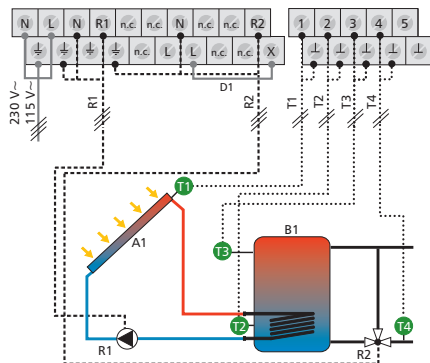 N L N R1 n.c. n.c. N n.c. n.c. R2
n.c. N L L X
1 2 3 4 5
D1
230 V~
115 V~
R1
R2
T1
T2
T3
T4
T1
A1
B1
T3
T2
T4
R1
R2